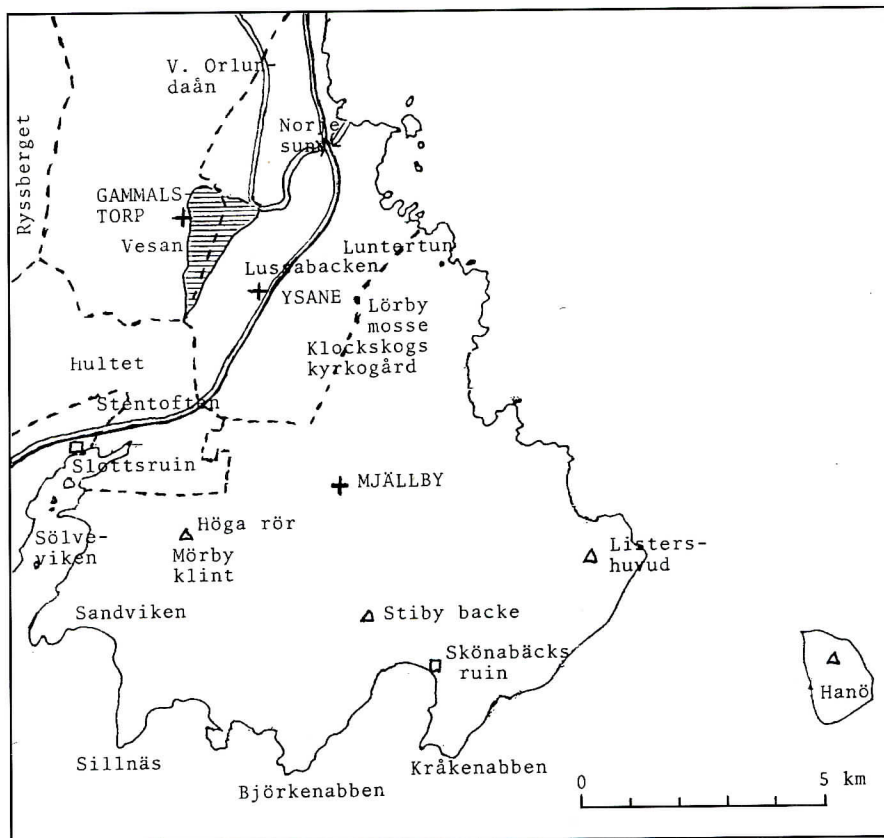 V. Orlun-
daån
Norje
sund
Ryssberget
GAMMALS-
TORP
Vesan
Luntertun
Lussabacken
YSANE
Lörby
mosse
Klockskogs
kyrkogård
Hultet
Stentoften
Slottsruin
MJÄLLBY
Höga rör
Sölve-
viken
Mörby
klint
Listers-
huvud
Sandviken
Stiby backe
Skönabäcks
ruin
Hanö
Sillnäs
Björkenabben
Kråkenabben
0 5 km